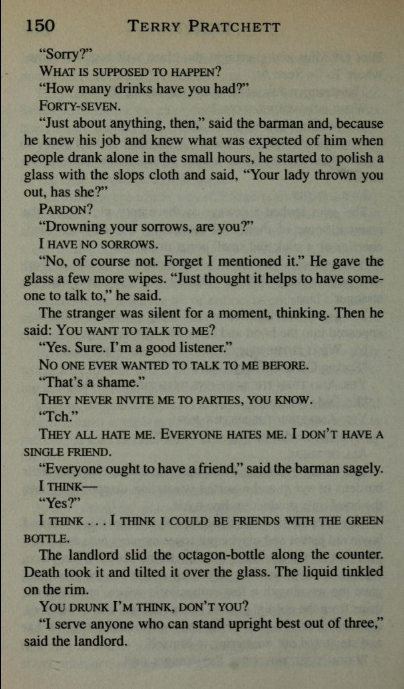 150 TERRY PRATCHETT
“Sorry?”
WHAT IS SUPPOSED TO HAPPEN?
“How many drinks have you had?”
FORTY-SEVEN.
“Just about anything, then,” said the barman and, because
he knew his job and knew what was expected of him when
people drank alone in the small hours, he started to polish a
glass with the slops cloth and said, “Your lady thrown you
out, has she?”
PARDON?
“Drowning your sorrows, are you?”
I HAVE NO SORROWS.
“No, of course not. Forget I mentioned it.” He gave the
glass a few more wipes. “Just thought it helps to have some-
one to talk to,” he said.
The stranger was silent for a moment, thinking. Then he
said: YOU WANT TO TALK TO ME?
“Yes. Sure. I’m a good listener.”
NO ONE EVER WANTED TO TALK TO ME BEFORE.
“That’s a shame.”
THEY NEVER INVITE ME TO PARTIES, YOU KNOW.
“Tch.”
THEY ALL HATE ME. EVERYONE HATES ME. I DON’T HAVE A
SINGLE FRIEND.
“Everyone ought to have a friend,” said the barman sagely.
I THINK—
“Yes?”
I THINK . . . I THINK I COULD BE FRIENDS WITH THE GREEN
BOTTLE.
The landlord slid the octagon-bottle along the counter.
Death took it and tilted it over the glass. The liquid tinkled
on the rim.
YOU DRUNK I’M THINK, DON’T YOU?
“I serve anyone who can stand upright best out of three,”
said the landlord.